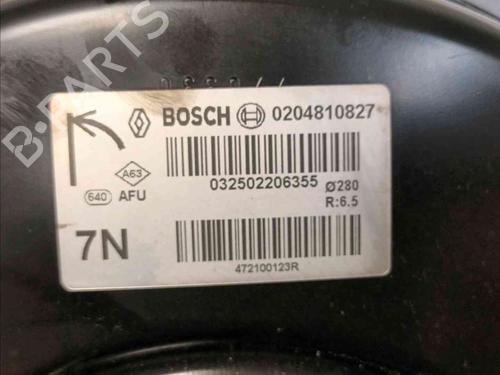 BOSCH 0204810827
A63
032502206355
640 AFU
Ø280
R:6.5
7N
472100123R
B-PARTS